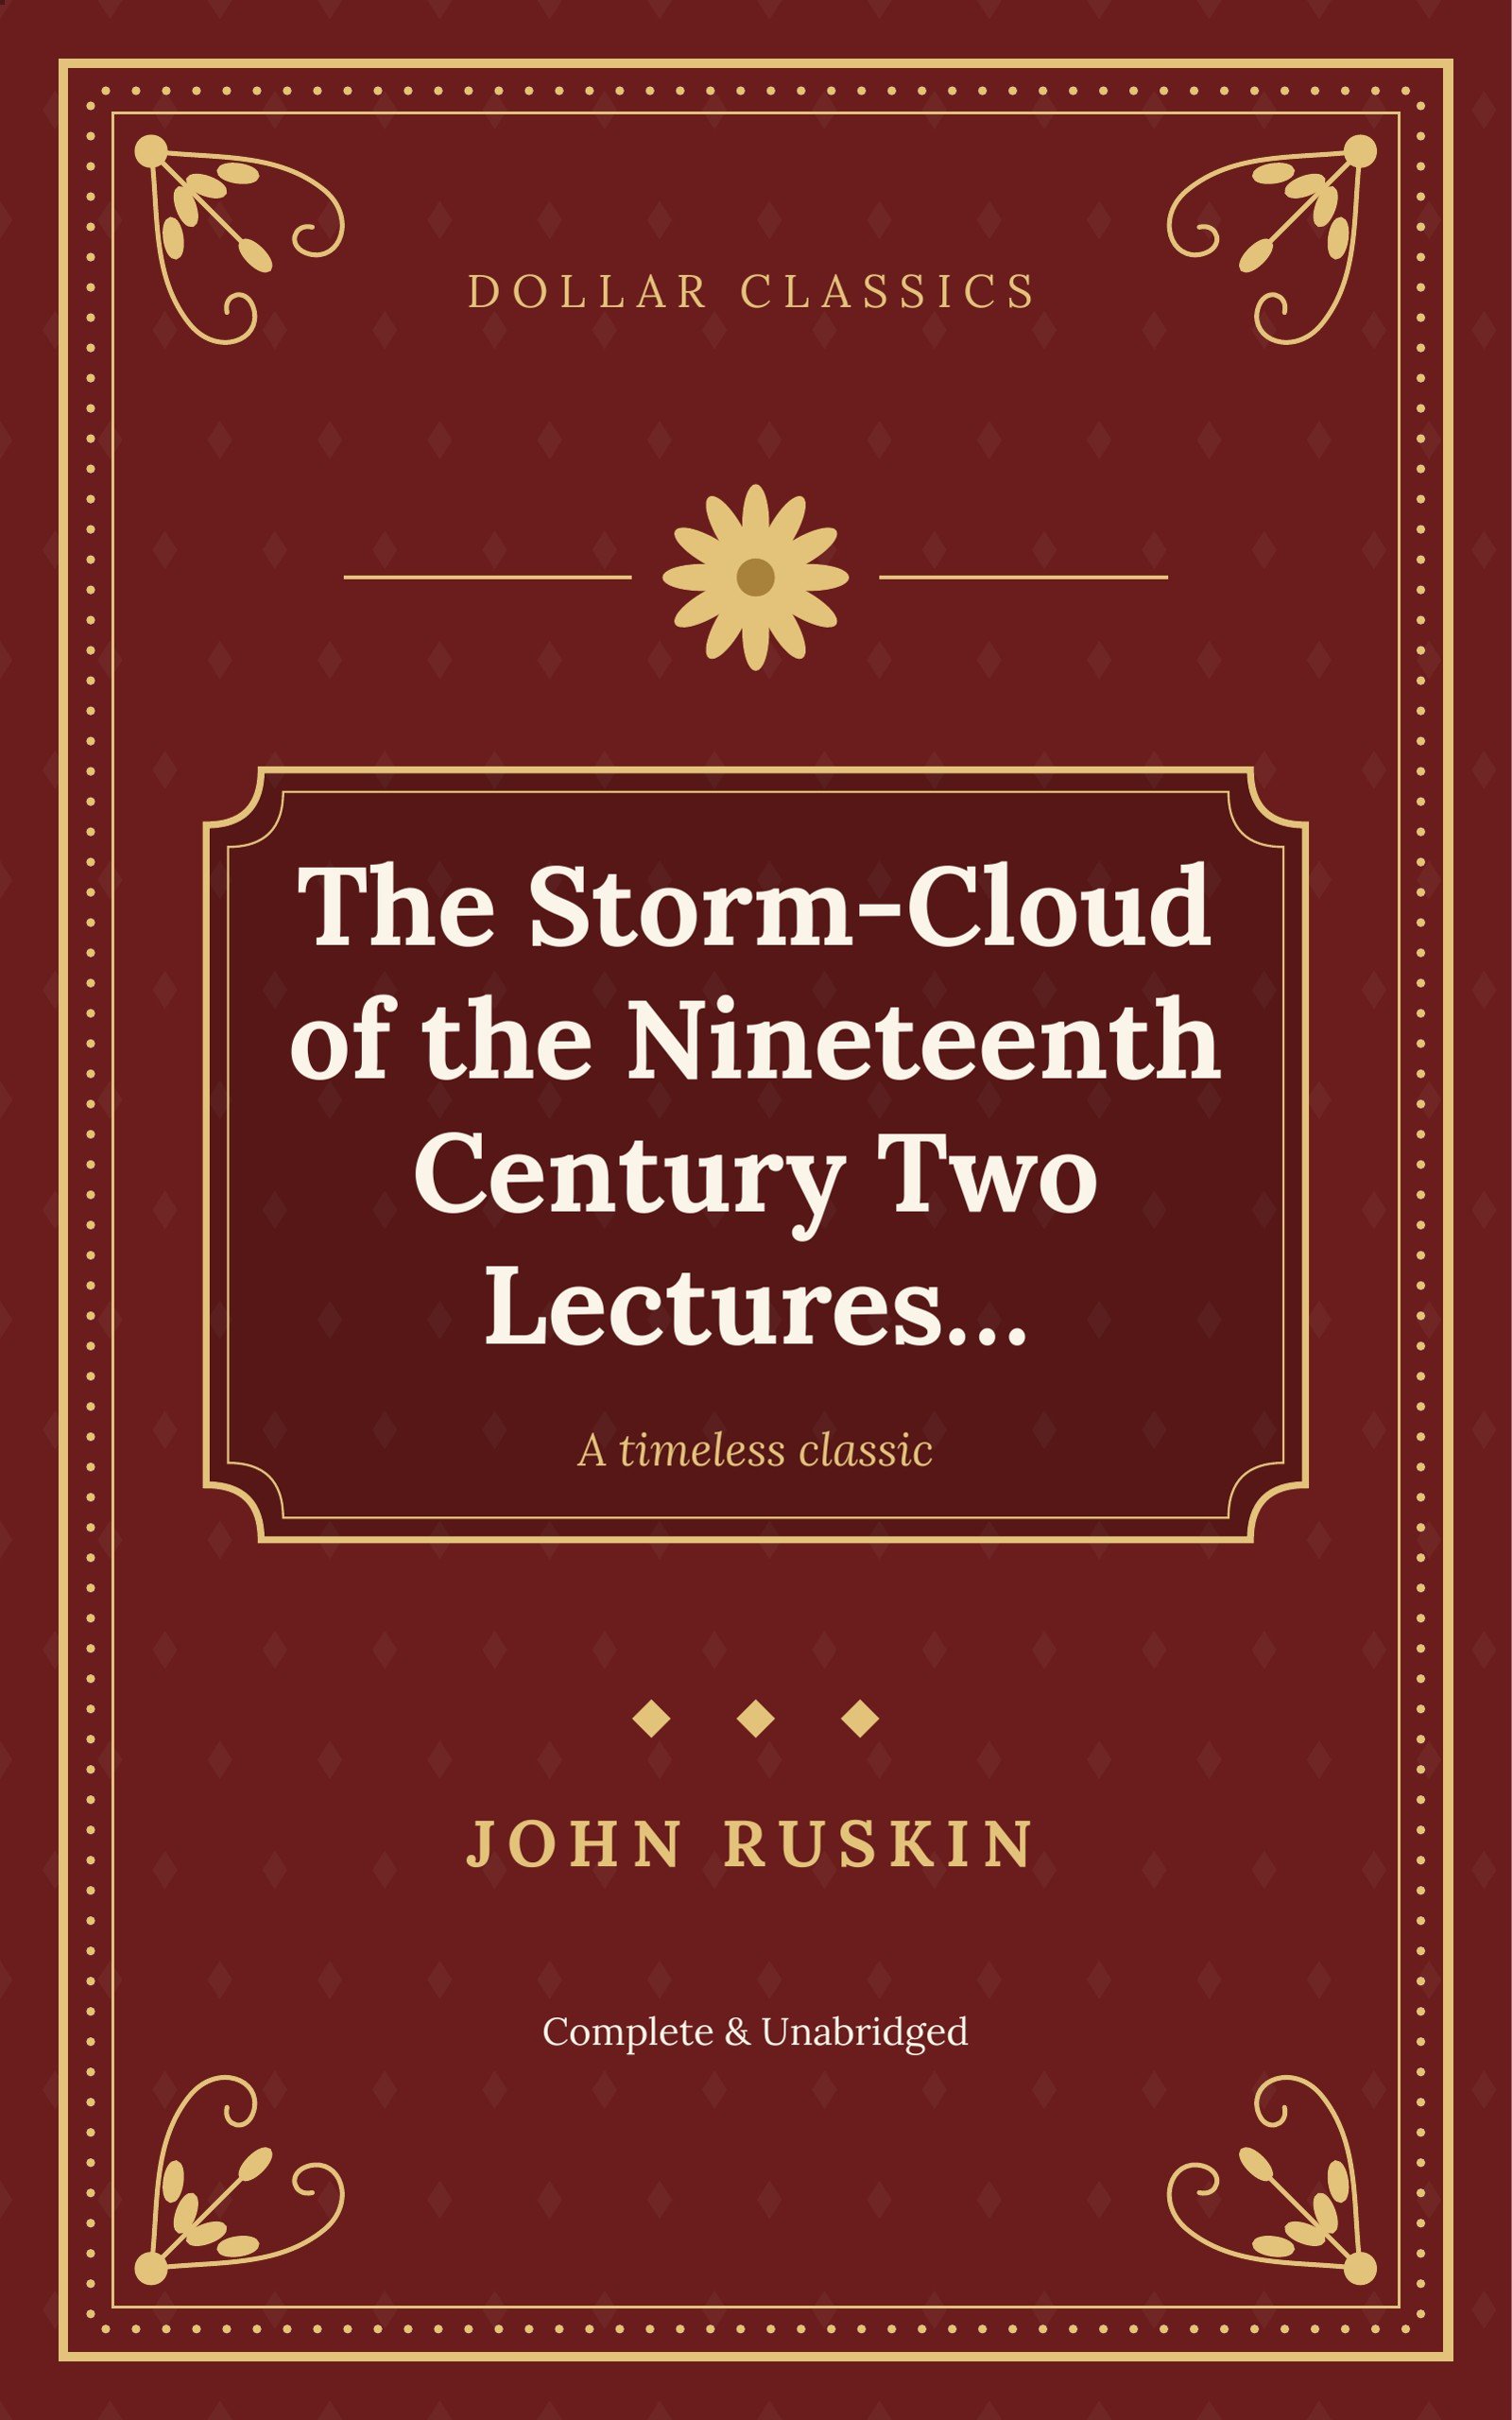 DOLLAR CLASSICS
The Storm-Cloud
of the Nineteenth
Century Two
Lectures...
A timeless classic
JOHN RUSKIN
Complete & Unabridged